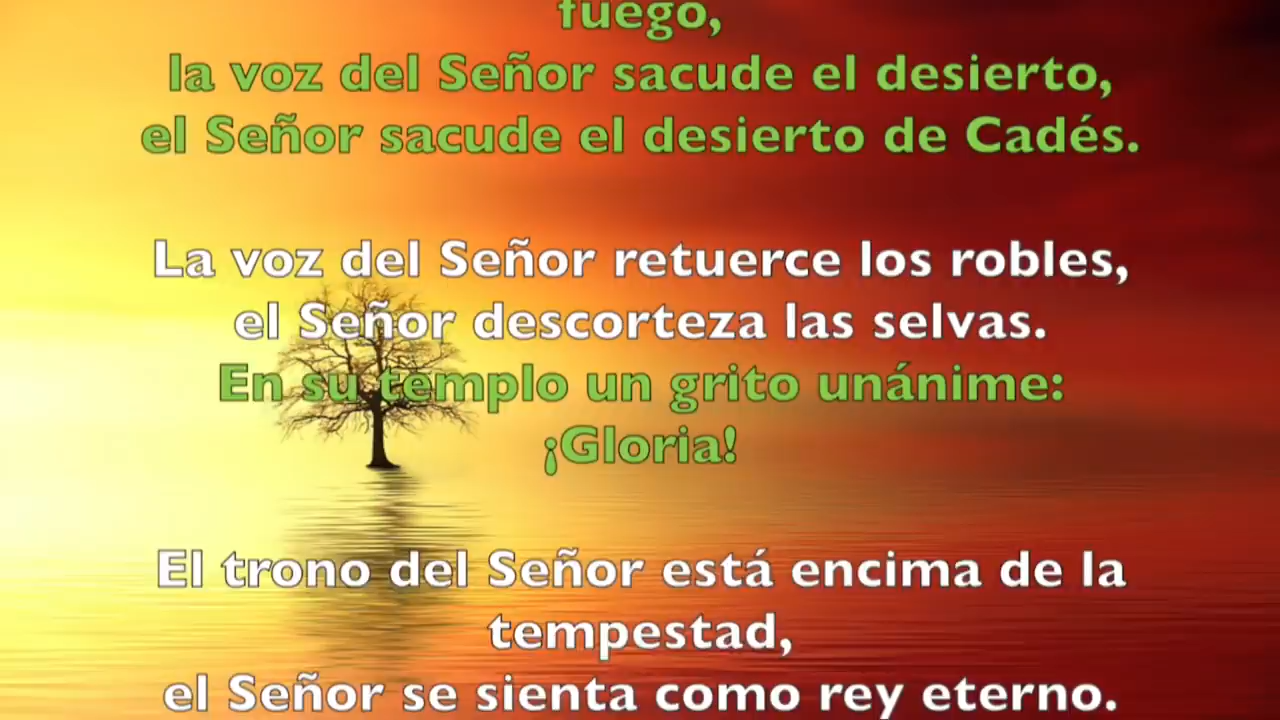 fuego,
la voz del Señor sacude el desierto,
el Señor sacude el desierto de Cadés.
La voz del Señor retuerce los robles,
el Señor descorteza las selvas.
En su templo un grito unánime:
¡Gloria!
El trono del Señor está encima de la
tempestad,
el Señor se sienta como rey eterno.